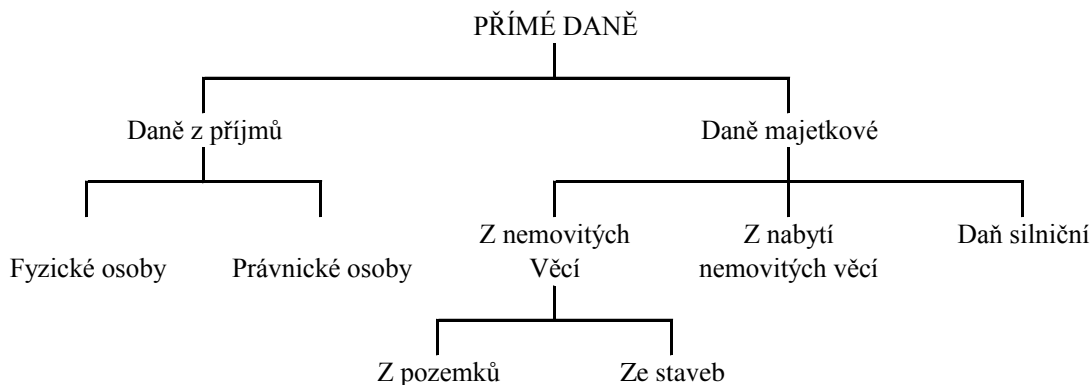 PŘÍMÉ DANĚ
Daně z příjmů
Daně majetkové
Fyzické osoby
Právnické osoby
Z nemovitých
Věcí
Z nabytí
nemovitých věcí
Daň silniční
Z pozemků
Ze staveb